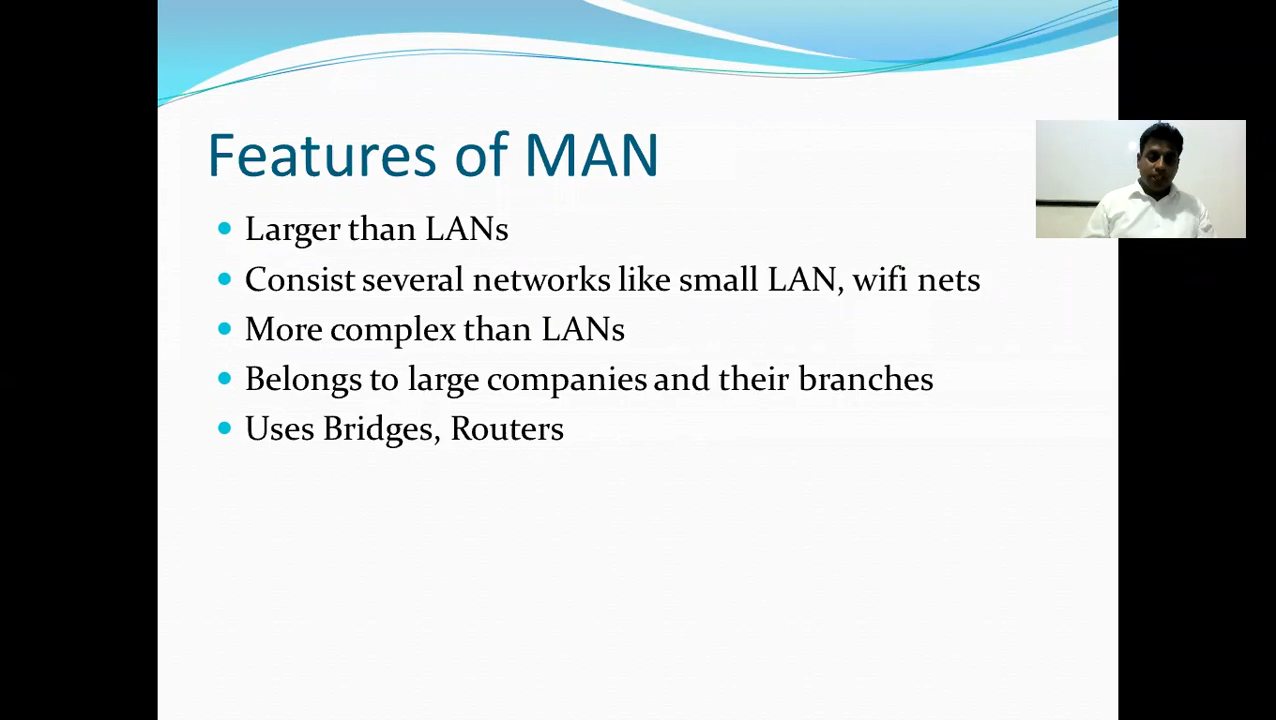 Features of MAN
Larger than LANs
Consist several networks like small LAN, wifi nets
More complex than LANs
Belongs to large companies and their branches
Uses Bridges, Routers